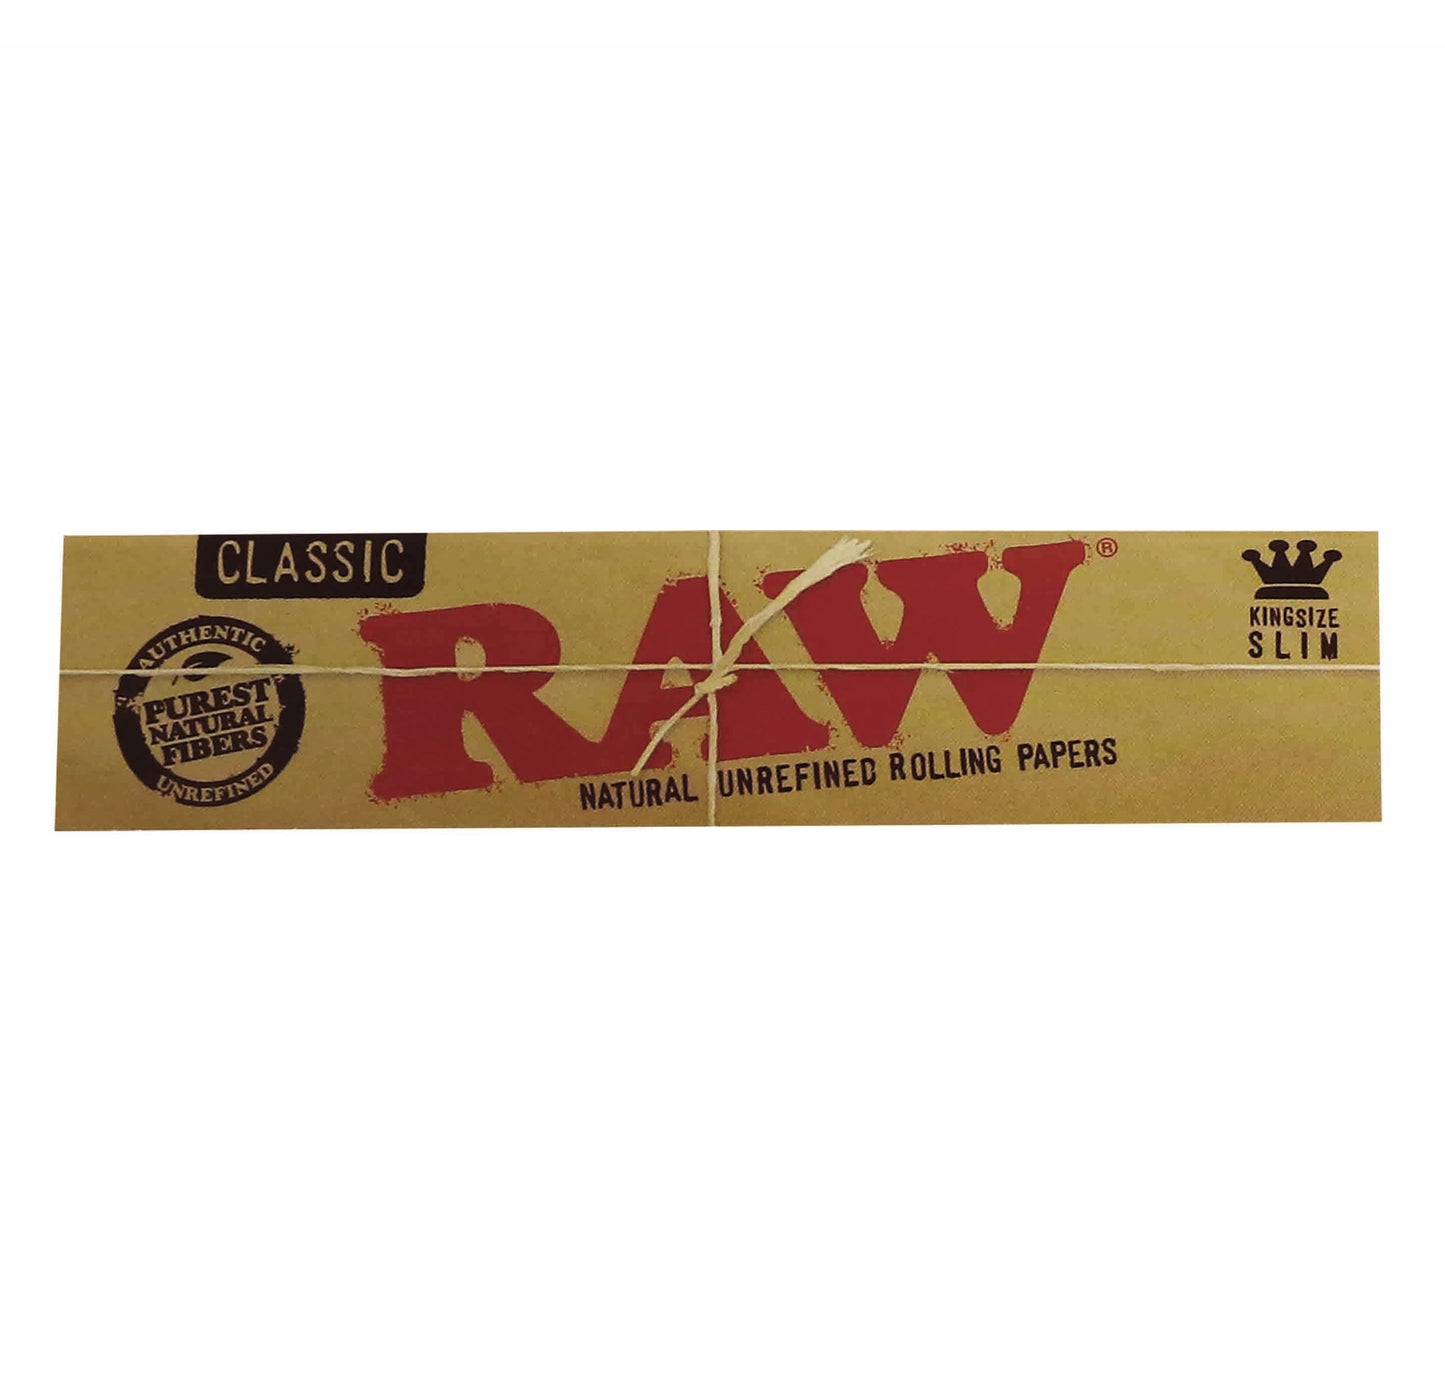 CLASSIC
AUTHENTIC
PUREST
NATURAL
FIBERS
UNREFINED
RAW®
NATURAL UNREFINED ROLLING PAPERS
KINGSIZE
SLIM